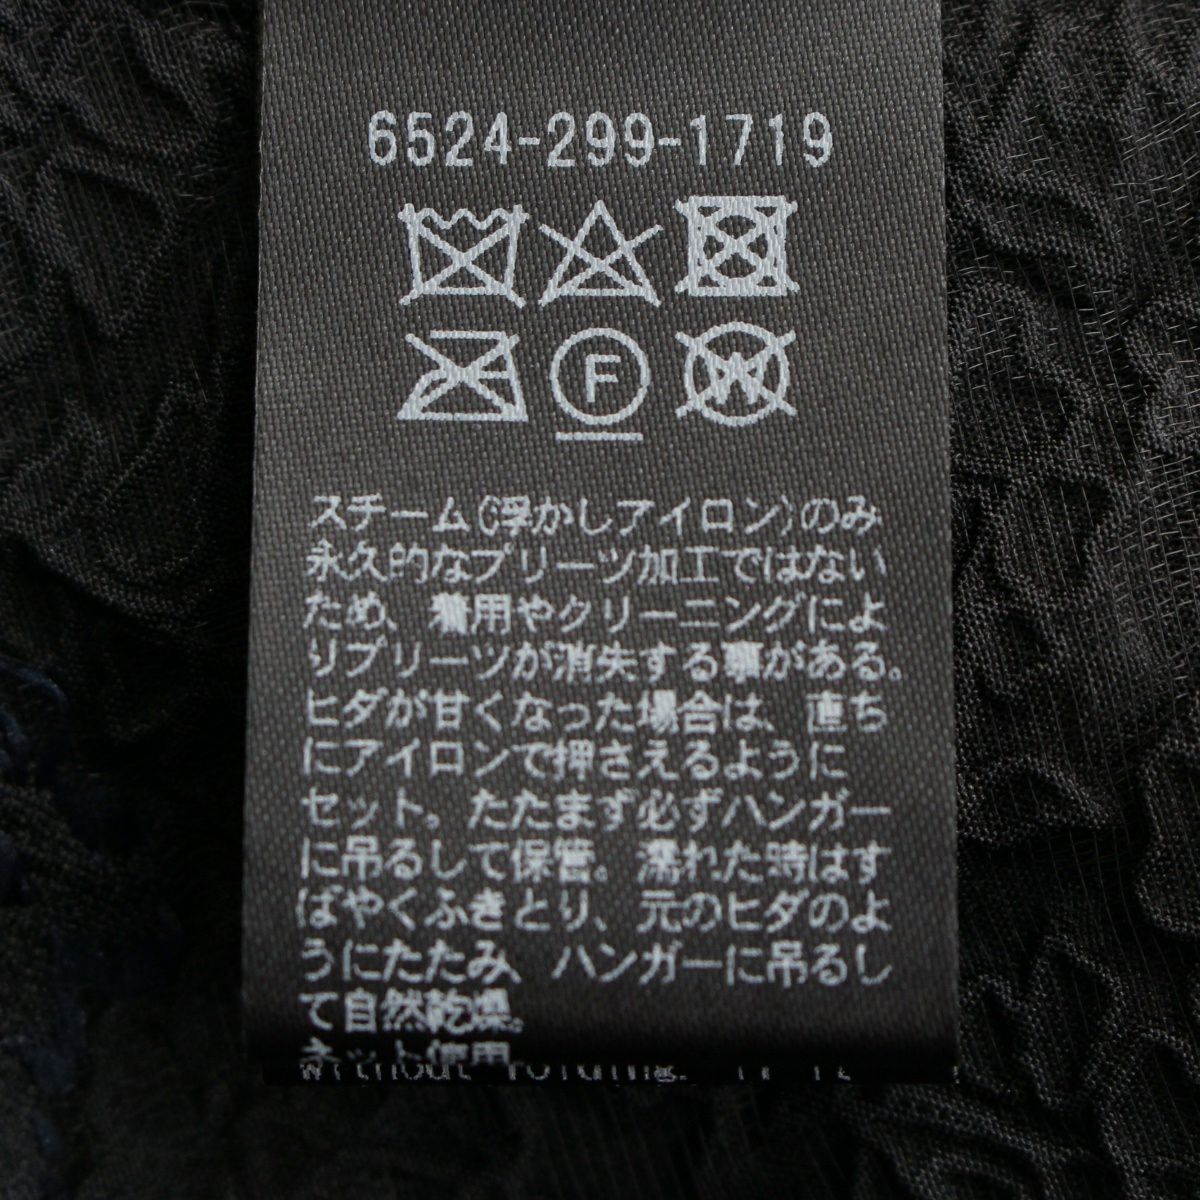 6524-299-1719
F
W
スチーム(浮かしアイロン)のみ
永久的なプリーツ加工ではない
ため、着用やクリーニングによ
りプリーツが消失する事がある。
ヒダが甘くなった場合は、直ち
にアイロンで押さえるように
セット。たたまず必ずハンガー
に吊るして保管。濡れた時はす
ばやくふきとり、元のヒダのよ
うにたたみ、ハンガーに吊るし
て自然乾燥。
ネット使用
without folding.